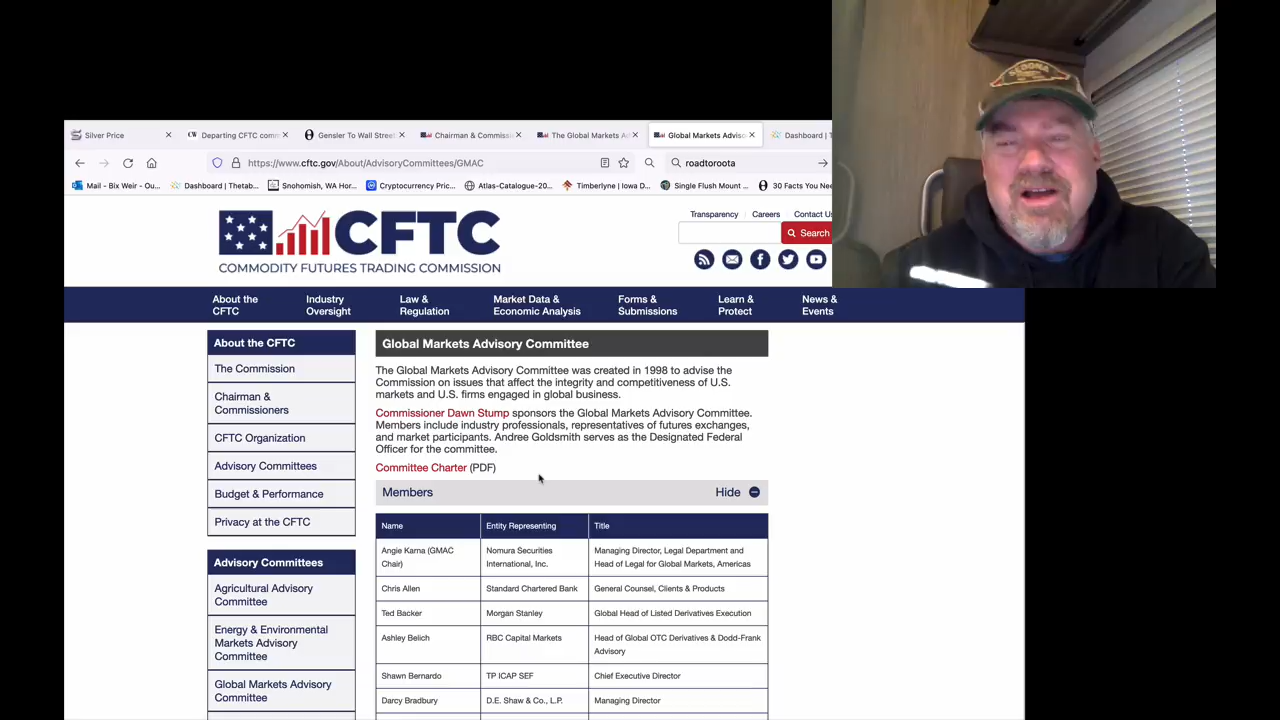 Silver Price
Departing CFTC comm
Gensler To Wall Street
Chairman & Commissi
The Global Markets Ad
Global Markets Adviso
Dashboard | T
https://www.cftc.gov/About/AdvisoryCommittees/GMAC
roadtoroota
Mail - Bix Weir - Ou...
Dashboard | Thetab...
Snohomish, WA Hor...
Cryptocurrency Pric...
Atlas-Catalogue-20...
Timberlyne | Iowa D...
Single Flush Mount ...
30 Facts You Nee
SEDONA
CFTC
COMMODITY FUTURES TRADING COMMISSION
Transparency
Careers
Contact Us
Search
About the
CFTC
Industry
Oversight
Law &
Regulation
Market Data &
Economic Analysis
Forms &
Submissions
Learn &
Protect
News &
Events
About the CFTC
The Commission
Chairman &
Commissioners
CFTC Organization
Advisory Committees
Budget & Performance
Privacy at the CFTC
Advisory Committees
Agricultural Advisory
Committee
Energy & Environmental
Markets Advisory
Committee
Global Markets Advisory
Committee
Global Markets Advisory Committee
The Global Markets Advisory Committee was created in 1998 to advise the
Commission on issues that affect the integrity and competitiveness of U.S.
markets and U.S. firms engaged in global business.
Commissioner Dawn Stump sponsors the Global Markets Advisory Committee.
Members include industry professionals, representatives of futures exchanges,
and market participants. Andree Goldsmith serves as the Designated Federal
Officer for the committee.
Committee Charter (PDF)
Members Hide
Name Entity Representing Title
Angie Karna (GMAC
Chair)
Nomura Securities
International, Inc.
Managing Director, Legal Department and
Head of Legal for Global Markets, Americas
Chris Allen Standard Chartered Bank General Counsel, Clients & Products
Ted Backer Morgan Stanley Global Head of Listed Derivatives Execution
Ashley Belich RBC Capital Markets Head of Global OTC Derivatives & Dodd-Frank
Advisory
Shawn Bernardo TP ICAP SEF Chief Executive Director
Darcy Bradbury D.E. Shaw & Co., L.P. Managing Director